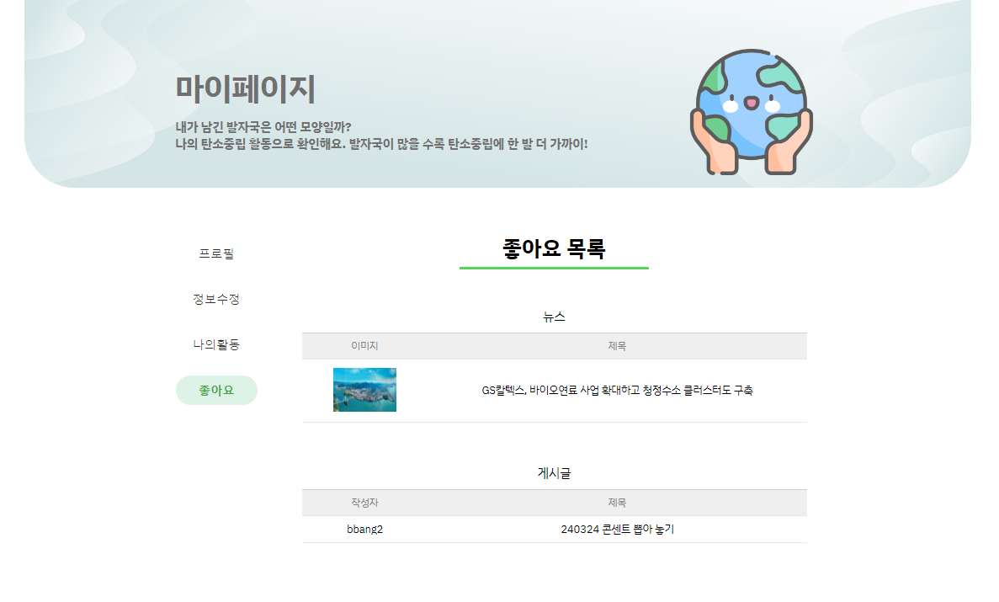 마이페이지
내가 남긴 발자국은 어떤 모양일까?
나의 탄소중립 활동으로 확인해요. 발자국이 많을 수록 탄소중립에 한 발 더 가까이!
프로필
정보수정
나의활동
좋아요
좋아요 목록
뉴스
이미지 제목
GS칼텍스, 바이오연료 사업 확대하고 청정수소 클러스터도 구축
게시글
작성자 제목
bbang2 240324 콘센트 뽑아 놓기